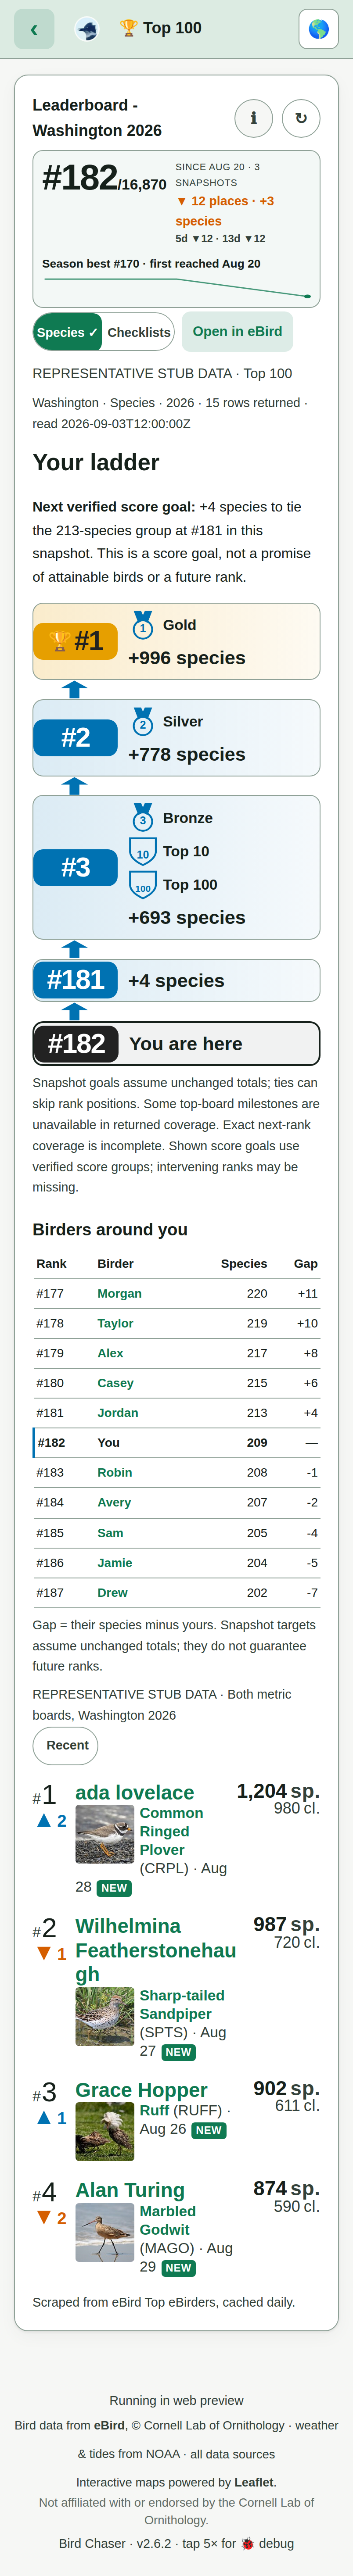 ‹ 🏆 Top 100 🌎
Leaderboard -
Washington 2026
ℹ ↻
#182/16,870
SINCE AUG 20 · 3
SNAPSHOTS
▼ 12 places · +3
species
5d ▼12 · 13d ▼12
Season best #170 · first reached Aug 20
Species ✓ Checklists Open in eBird
REPRESENTATIVE STUB DATA · Top 100
Washington · Species · 2026 · 15 rows returned ·
read 2026-09-03T12:00:00Z
Your ladder
Next verified score goal: +4 species to tie
the 213-species group at #181 in this
snapshot. This is a score goal, not a promise
of attainable birds or a future rank.
🏆 #1
1 Gold
+996 species
#2
2 Silver
+778 species
#3
3 Bronze
10 Top 10
100 Top 100
+693 species
#181 +4 species
#182 You are here
Snapshot goals assume unchanged totals; ties can
skip rank positions. Some top-board milestones are
unavailable in returned coverage. Exact next-rank
coverage is incomplete. Shown score goals use
verified score groups; intervening ranks may be
missing.
Birders around you
Rank Birder Species Gap
#177 Morgan 220 +11
#178 Taylor 219 +10
#179 Alex 217 +8
#180 Casey 215 +6
#181 Jordan 213 +4
#182 You 209 —
#183 Robin 208 -1
#184 Avery 207 -2
#185 Sam 205 -4
#186 Jamie 204 -5
#187 Drew 202 -7
Gap = their species minus yours. Snapshot targets
assume unchanged totals; they do not guarantee
future ranks.
REPRESENTATIVE STUB DATA · Both metric
boards, Washington 2026
Recent
#1 ada lovelace 1,204 sp.
▲ 2 980 cl.
Common
Ringed
Plover
(CRPL) · Aug
28 NEW
#2 Wilhelmina 987 sp.
▼ 1 Featherstonehau 720 cl.
gh
Sharp-tailed
Sandpiper
(SPTS) · Aug
27 NEW
#3 Grace Hopper 902 sp.
▲ 1 611 cl.
Ruff (RUFF) ·
Aug 26 NEW
#4 Alan Turing 874 sp.
▼ 2 590 cl.
Marbled
Godwit
(MAGO) · Aug
29 NEW
Scraped from eBird Top eBirders, cached daily.
Running in web preview
Bird data from eBird, © Cornell Lab of Ornithology · weather
& tides from NOAA · all data sources
Interactive maps powered by Leaflet.
Not affiliated with or endorsed by the Cornell Lab of
Ornithology.
Bird Chaser · v2.6.2 · tap 5× for 🐞 debug